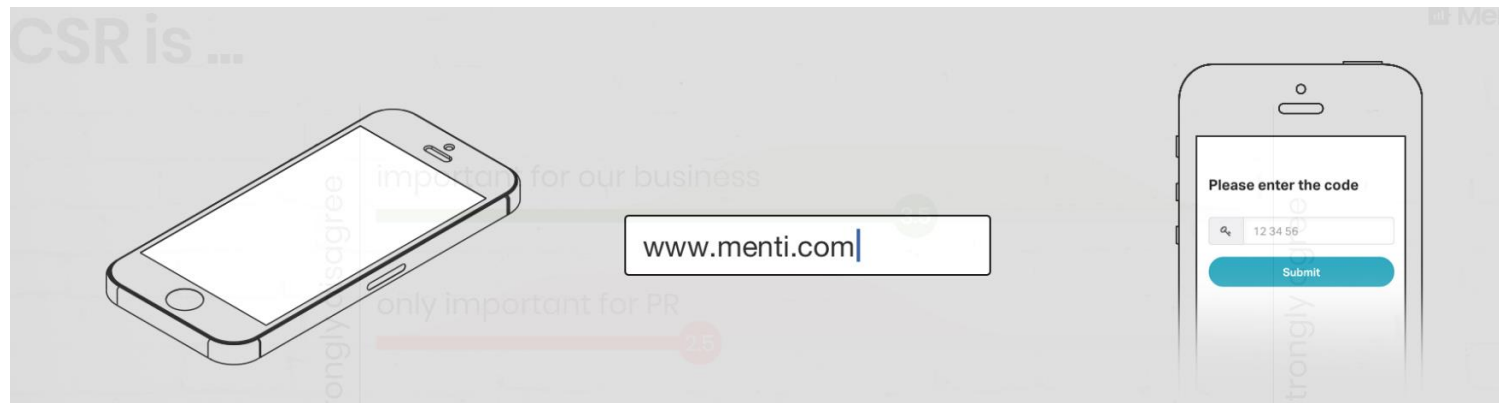 CSR is ...
Me
important for our business
3.9
only important for PR
2.5
strongly disagree
www.menti.com
Please enter the code
12 34 56
Submit
strongly agree